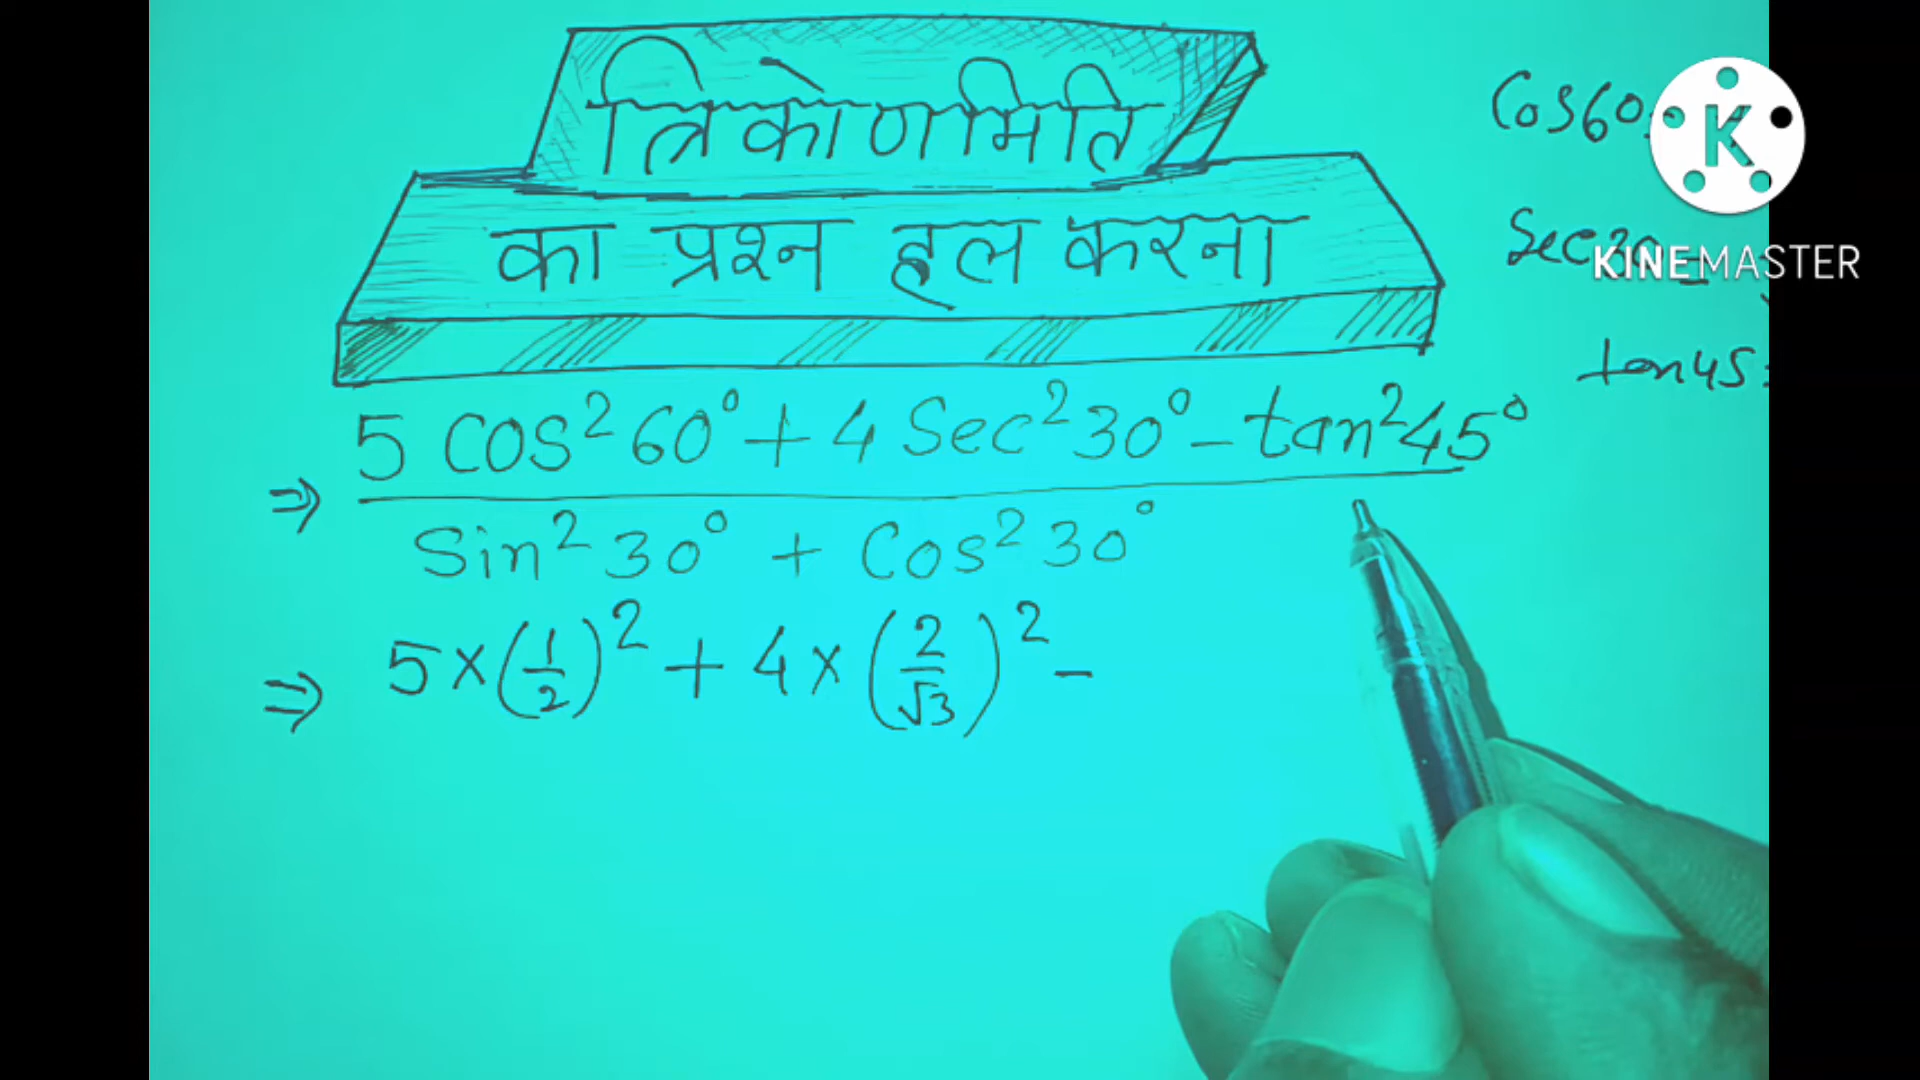 त्रिकोणमिति
का प्रश्न हल करना
Cos60
Sec30 =
tan45 =
KINEMASTER
5 Cos²60° + 4 Sec²30° - tan²45°
⇒
Sin²30° + Cos²30°
⇒ 5×(1/2)² + 4×(2/√3)² -